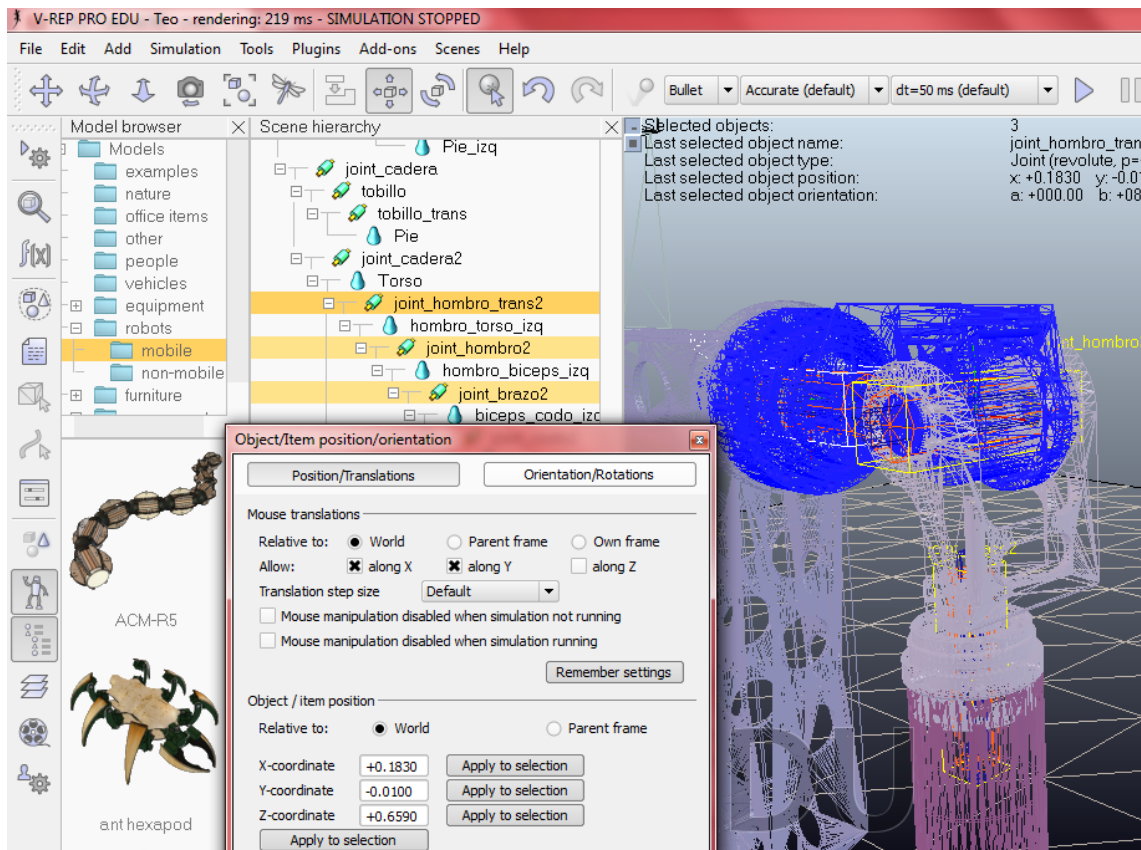 V-REP PRO EDU - Teo - rendering: 219 ms - SIMULATION STOPPED
File Edit Add Simulation Tools Plugins Add-ons Scenes Help
Bullet Accurate (default) dt=50 ms (default)
Model browser
Models
examples
nature
office items
other
people
vehicles
equipment
robots
mobile
non-mobile
furniture
ACM-R5
ant hexapod
Scene hierarchy
Pie_izq
joint_cadera
tobillo
tobillo_trans
Pie
joint_cadera2
Torso
joint_hombro_trans2
hombro_torso_izq
joint_hombro2
hombro_biceps_izq
joint_brazo2
biceps_codo_izq
Selected objects: 3
Last selected object name: joint_hombro_tran
Last selected object type: Joint (revolute, p=
Last selected object position: x: +0.1830 y: -0.01
Last selected object orientation: a: +000.00 b: +08
nt_hombro
Object/Item position/orientation
Position/Translations Orientation/Rotations
Mouse translations
Relative to: World Parent frame Own frame
Allow: along X along Y along Z
Translation step size Default
Mouse manipulation disabled when simulation not running
Mouse manipulation disabled when simulation running
Remember settings
Object / item position
Relative to: World Parent frame
X-coordinate +0.1830 Apply to selection
Y-coordinate -0.0100 Apply to selection
Z-coordinate +0.6590 Apply to selection
Apply to selection
EDU